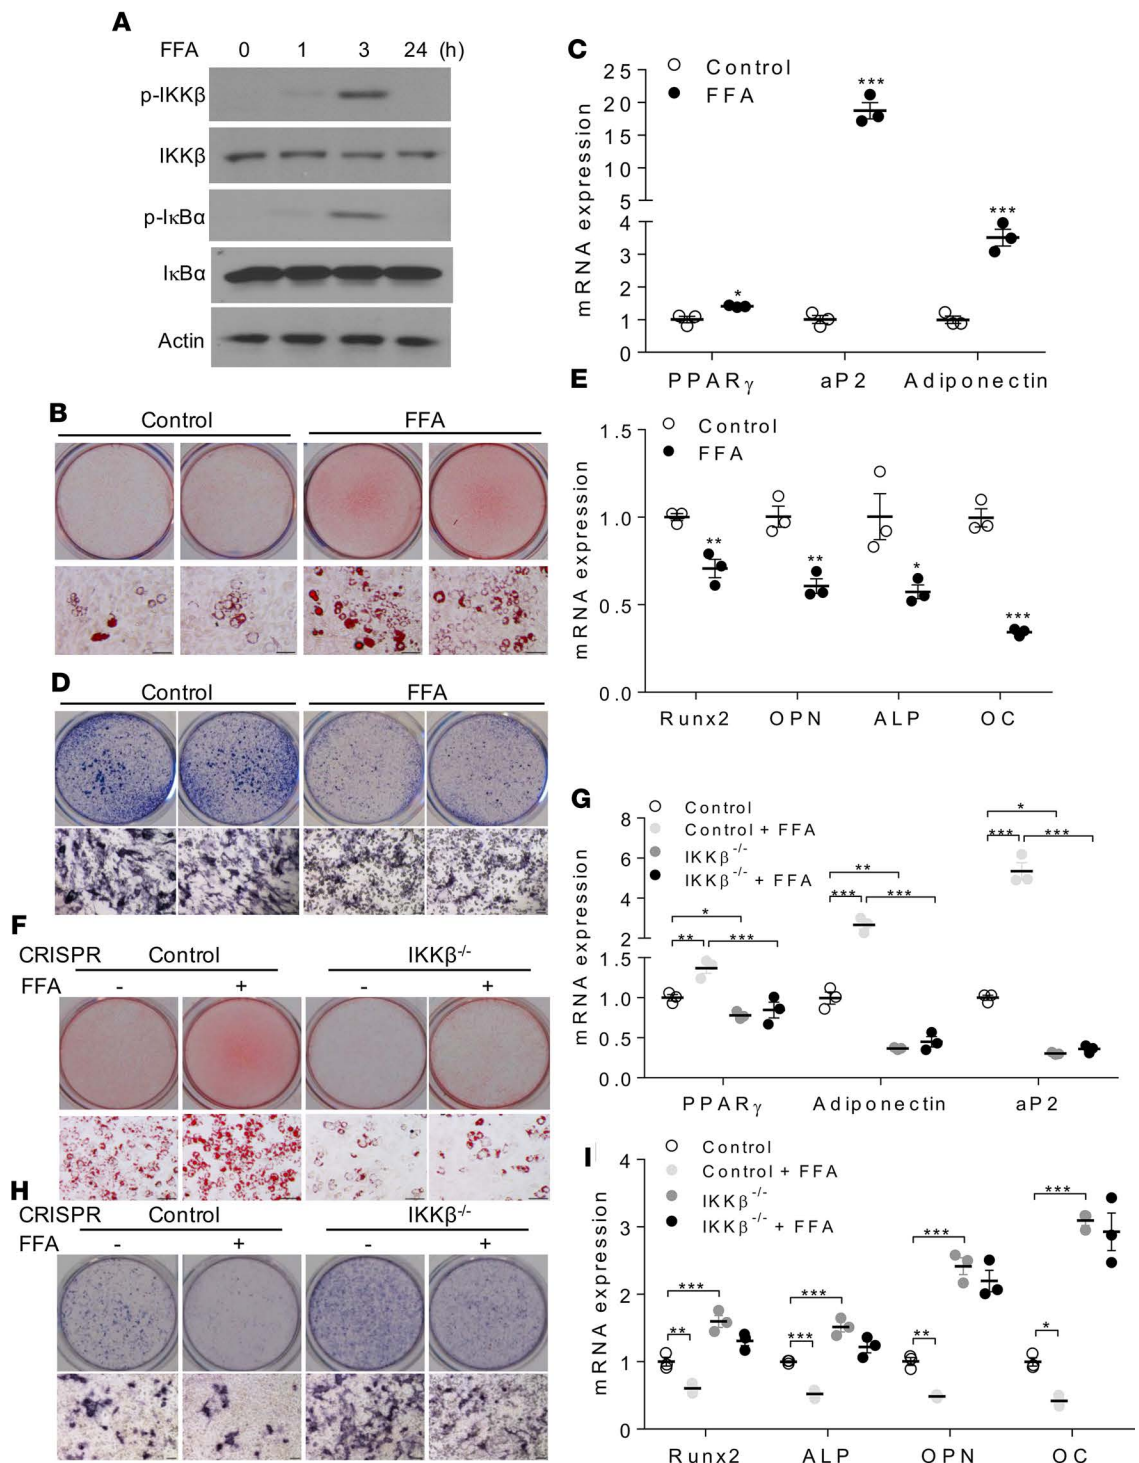 A
FFA 0 1 3 24 (h)
p-IKKβ
IKKβ
p-IκBα
IκBα
Actin
B
Control FFA
C
Control
FFA
mRNA expression
25
20
15
10
5
4
3
2
1
0
*
***
***
PPARγ aP2 Adiponectin
D
Control FFA
E
Control
FFA
mRNA expression
1.5
1.0
0.5
0.0
**
**
*
***
Runx2 OPN ALP OC
F
CRISPR Control IKKβ-/-
FFA - + - +
G
Control
Control + FFA
IKKβ-/-
IKKβ-/- + FFA
mRNA expression
8
6
4
2
1.5
1.0
0.5
0.0
*
** ***
**
*** ***
*
*** ***
PPARγ Adiponectin aP2
H
CRISPR Control IKKβ-/-
FFA - + - +
I
Control
Control + FFA
IKKβ-/-
IKKβ-/- + FFA
mRNA expression
4
3
2
1
0
***
**
***
***
***
**
***
*
Runx2 ALP OPN OC